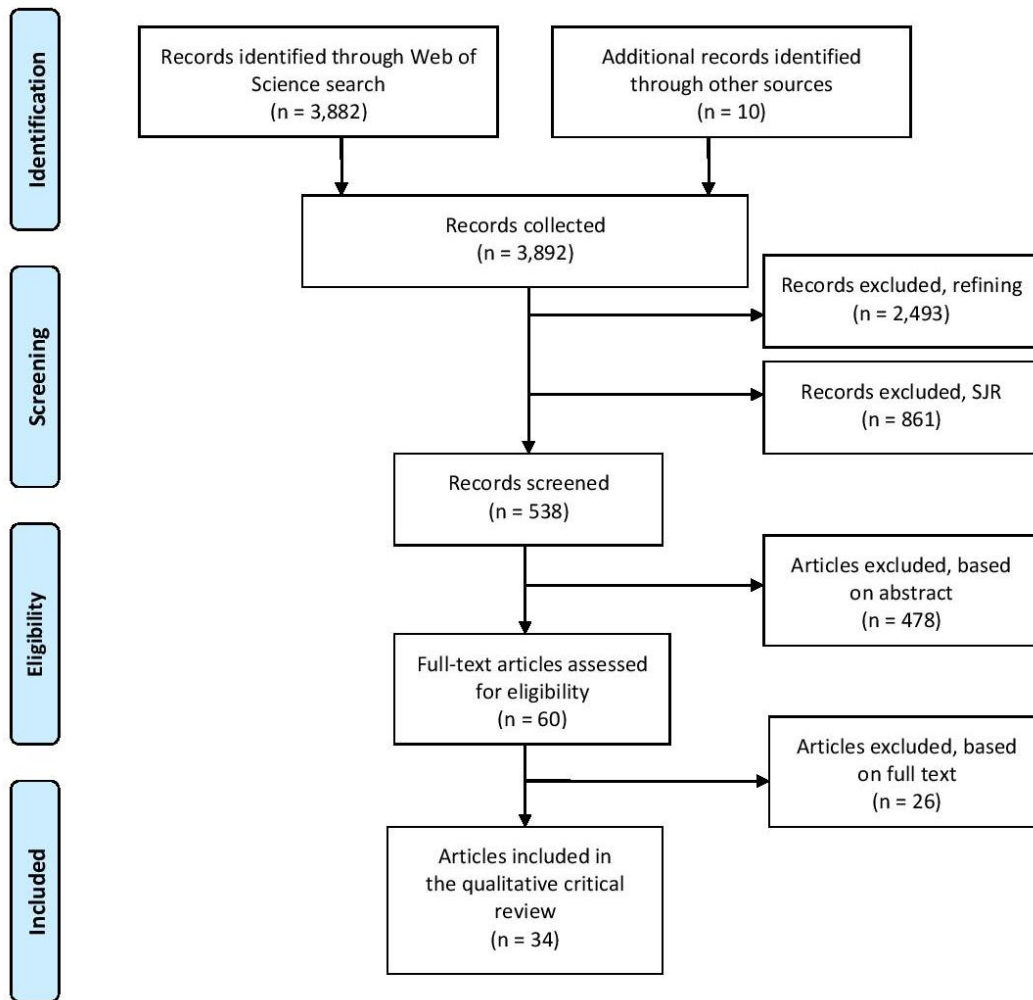 Identification
Records identified through Web of
Science search
(n = 3,882)
Additional records identified
through other sources
(n = 10)
Records collected
(n = 3,892)
Screening
Records excluded, refining
(n = 2,493)
Records excluded, SJR
(n = 861)
Records screened
(n = 538)
Eligibility
Articles excluded, based
on abstract
(n = 478)
Full-text articles assessed
for eligibility
(n = 60)
Articles excluded, based
on full text
(n = 26)
Included
Articles included in
the qualitative critical
review
(n = 34)